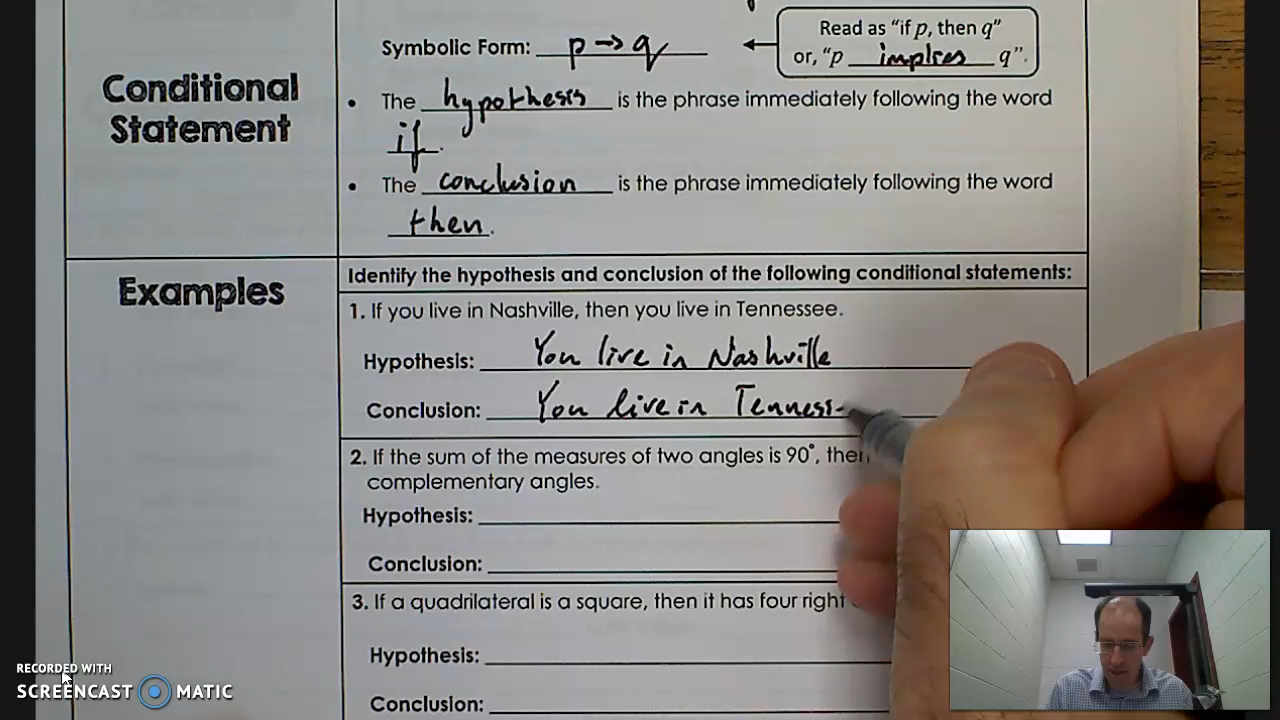 Symbolic Form: p → q
Read as “if p, then q”
or, “p implies q”.
Conditional
Statement
• The hypothesis is the phrase immediately following the word
if.
• The conclusion is the phrase immediately following the word
then.
Examples
Identify the hypothesis and conclusion of the following conditional statements:
1. If you live in Nashville, then you live in Tennessee.
Hypothesis: You live in Nashville
Conclusion: You live in Tenness
2. If the sum of the measures of two angles is 90°, then
complementary angles.
Hypothesis:
Conclusion:
3. If a quadrilateral is a square, then it has four right
Hypothesis:
Conclusion:
RECORDED WITH
SCREENCAST MATIC